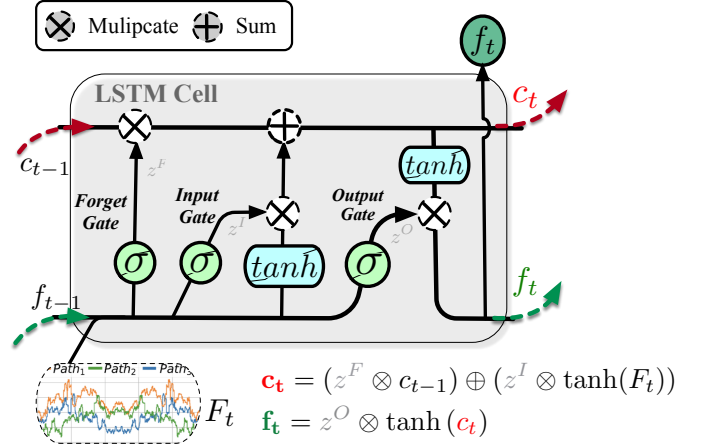 Mulipcate Sum
f_t
LSTM Cell
c_t
c_{t-1}
z^F
tanh
Forget Gate
Input Gate
Output Gate
z^I
z^O
σ
σ
tanh
σ
f_{t-1}
f_t
Path_1 Path_2 Path_3
F_t
c_t = (z^F ⊗ c_{t-1}) ⊕ (z^I ⊗ tanh(F_t))
f_t = z^O ⊗ tanh (c_t)